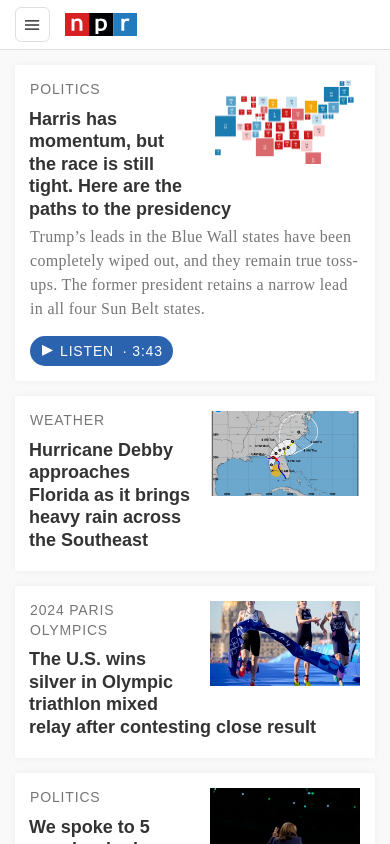 npr
POLITICS
Harris has
momentum, but
the race is still
tight. Here are the
paths to the presidency
Trump’s leads in the Blue Wall states have been
completely wiped out, and they remain true toss-
ups. The former president retains a narrow lead
in all four Sun Belt states.
LISTEN · 3:43
WEATHER
Hurricane Debby
approaches
Florida as it brings
heavy rain across
the Southeast
2024 PARIS
OLYMPICS
The U.S. wins
silver in Olympic
triathlon mixed
relay after contesting close result
POLITICS
We spoke to 5